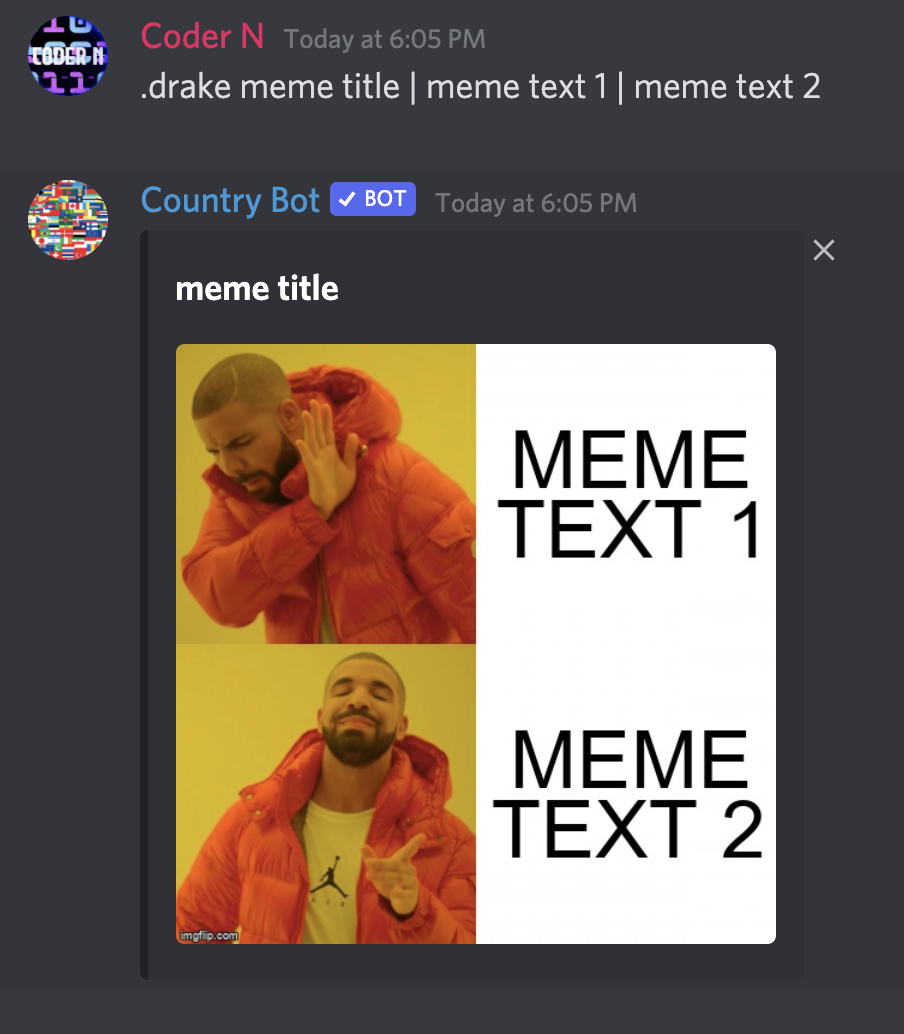 CODER N
Coder N Today at 6:05 PM
.drake meme title | meme text 1 | meme text 2
Country Bot BOT Today at 6:05 PM
meme title
MEME
TEXT 1
MEME
TEXT 2
imgflip.com